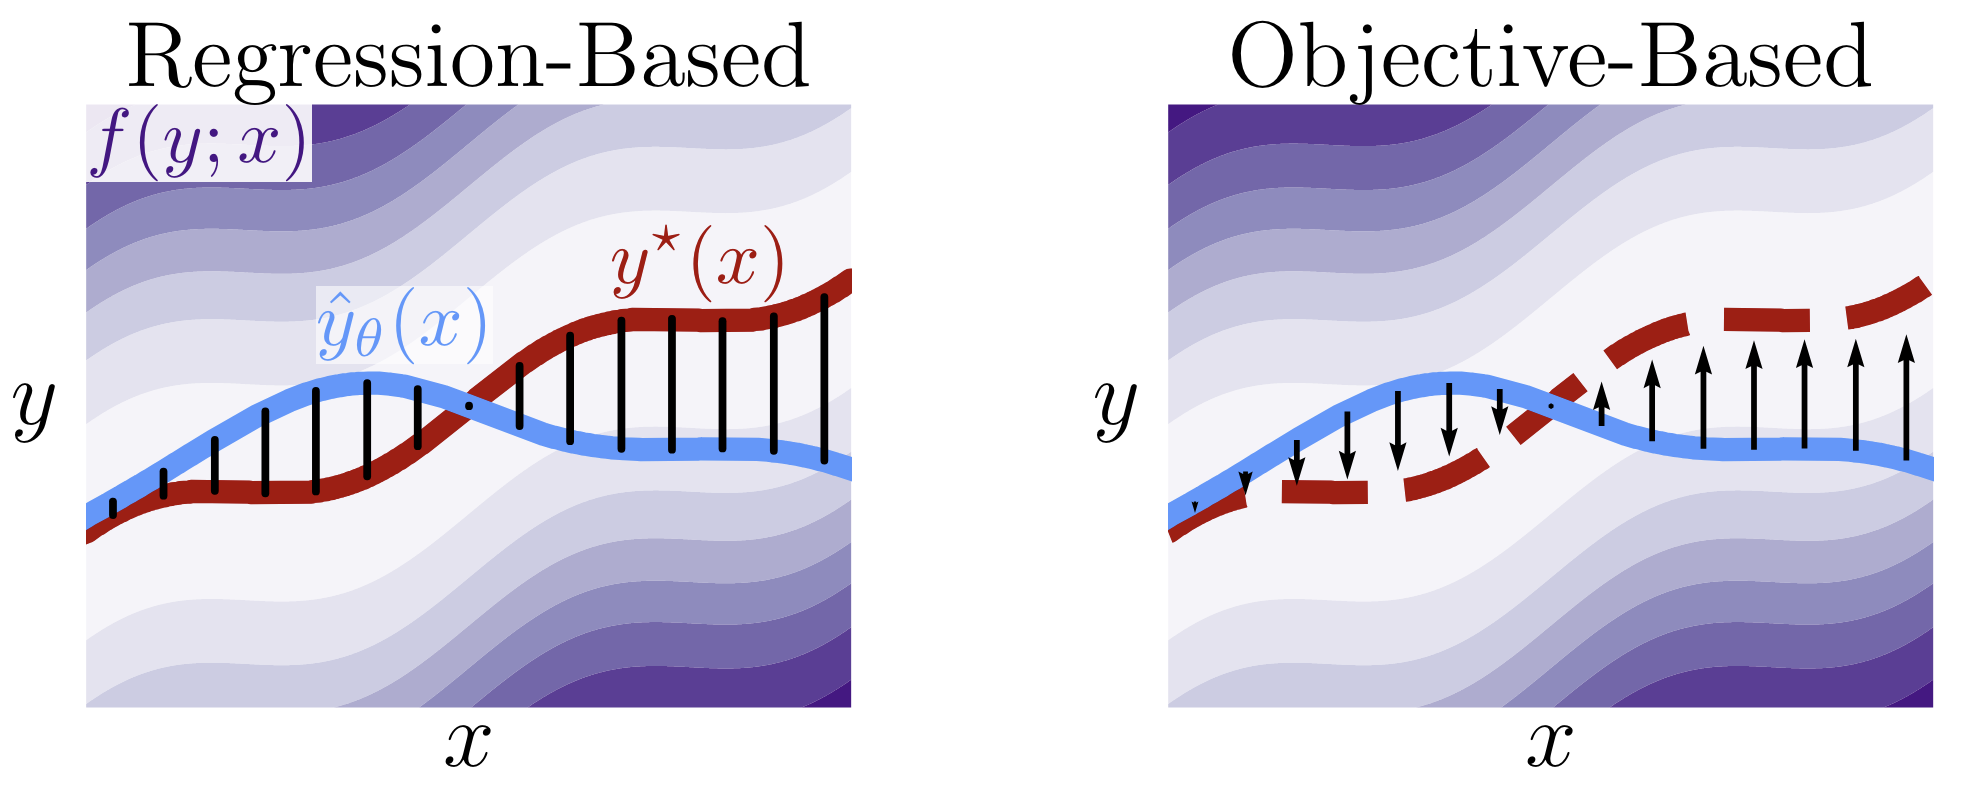 Regression-Based
f(y; x)
y⋆(x)
ŷθ(x)
y
x
Objective-Based
y
x